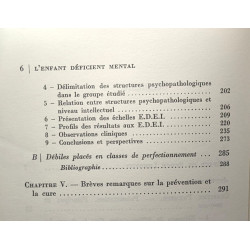 6 | L'ENFANT DÉFICIENT MENTAL
4 – Délimitation des structures psychopathologiques
dans le groupe étudié . . . . . . . . . . . . . 202
5 – Relation entre structures psychopathologiques et
niveau intellectuel . . . . . . . . . . . . . 206
6 – Présentation des échelles E.D.E.I. . . . . . . 209
7 – Profils des résultats aux E.D.E.I. . . . . . . 220
8 – Observations cliniques . . . . . . . . . . . 235
9 – Conclusions et perspectives . . . . . . . . . 273
B | Débiles placés en classes de perfectionnement . . . 285
Bibliographie . . . . . . . . . . . . . . . 288
CHAPITRE V. — Brèves remarques sur la prévention et
la cure . . . . . . . . . . . . . . . . 291